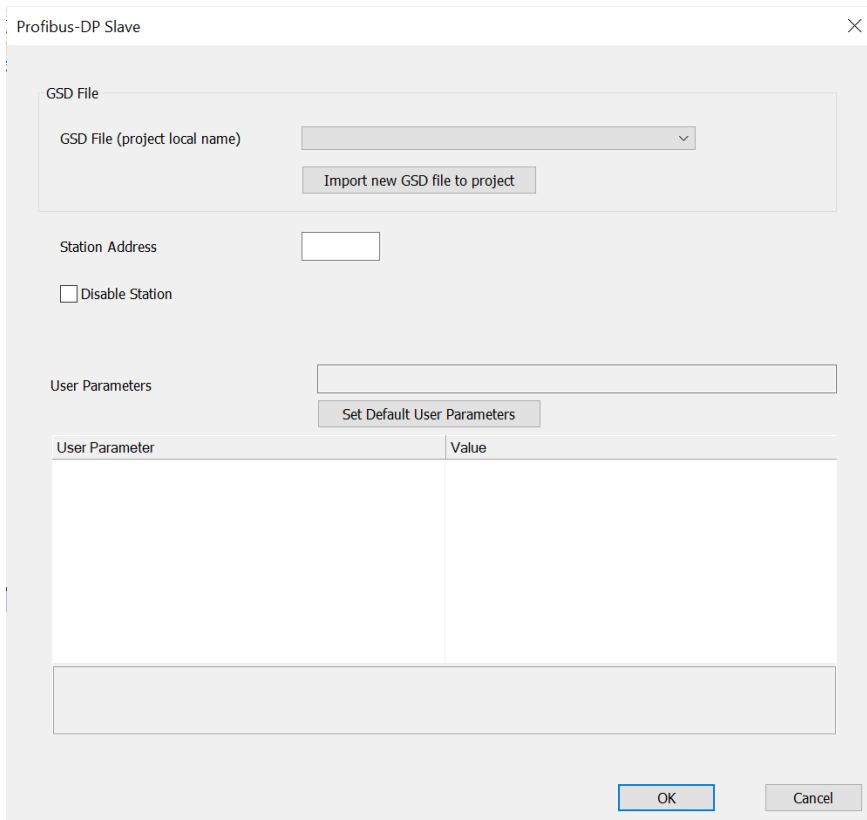 Profibus-DP Slave
GSD File
GSD File (project local name)
Import new GSD file to project
Station Address
Disable Station
User Parameters
Set Default User Parameters
User Parameter Value
OK Cancel